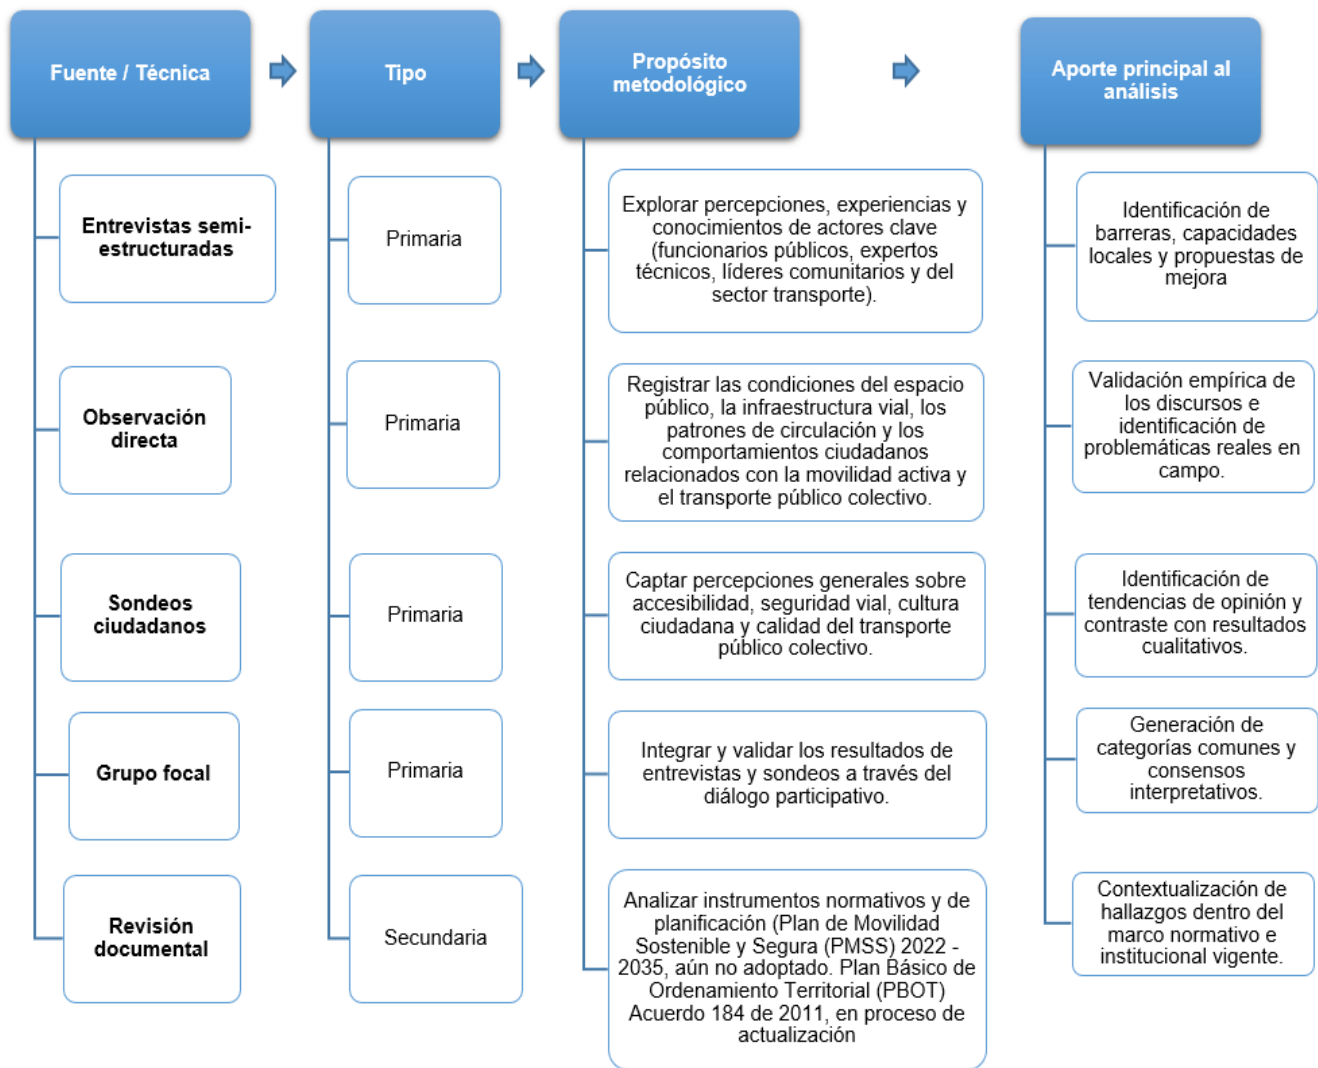 Fuente / Técnica
Tipo
Propósito
metodológico
Aporte principal al
análisis
Entrevistas semi-
estructuradas
Primaria
Explorar percepciones, experiencias y
conocimientos de actores clave
(funcionarios públicos, expertos
técnicos, líderes comunitarios y del
sector transporte).
Identificación de
barreras, capacidades
locales y propuestas de
mejora
Observación
directa
Primaria
Registrar las condiciones del espacio
público, la infraestructura vial, los
patrones de circulación y los
comportamientos ciudadanos
relacionados con la movilidad activa y
el transporte público colectivo.
Validación empírica de
los discursos e
identificación de
problemáticas reales en
campo.
Sondeos
ciudadanos
Primaria
Captar percepciones generales sobre
accesibilidad, seguridad vial, cultura
ciudadana y calidad del transporte
público colectivo.
Identificación de
tendencias de opinión y
contraste con resultados
cualitativos.
Grupo focal
Primaria
Integrar y validar los resultados de
entrevistas y sondeos a través del
diálogo participativo.
Generación de
categorías comunes y
consensos
interpretativos.
Revisión
documental
Secundaria
Analizar instrumentos normativos y de
planificación (Plan de Movilidad
Sostenible y Segura (PMSS) 2022 -
2035, aún no adoptado. Plan Básico de
Ordenamiento Territorial (PBOT)
Acuerdo 184 de 2011, en proceso de
actualización
Contextualización de
hallazgos dentro del
marco normativo e
institucional vigente.